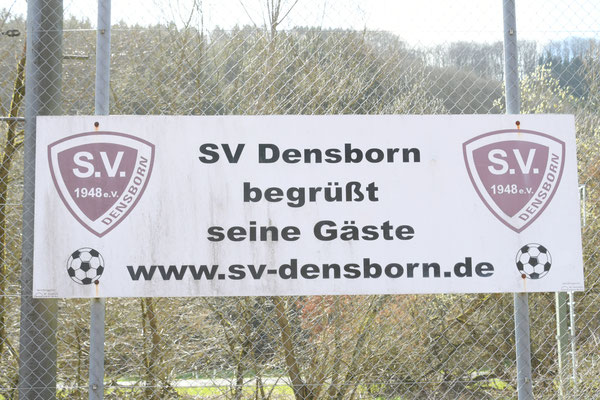 S.V.
1948 e.V.
DENSBORN
SV Densborn
begrüßt
seine Gäste
www.sv-densborn.de
S.V.
1948 e.V.
DENSBORN